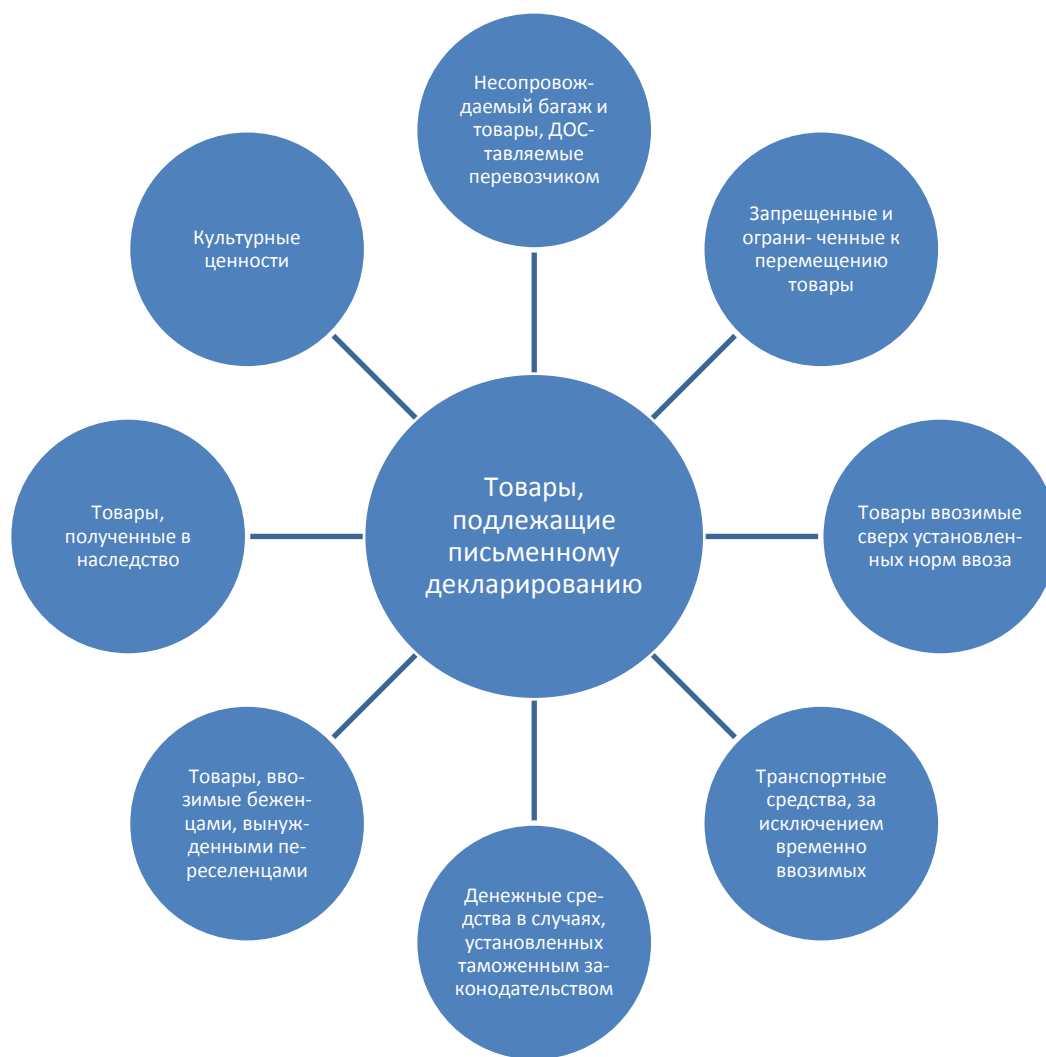 Несопровож-
даемый багаж и
товары, ДОС-
тавляемые
перевозчиком
Запрещенные и
ограни- ченные к
перемещению
товары
Товары ввозимые
сверх установлен-
ных норм ввоза
Транспортные
средства, за
исключением
временно
ввозимых
Денежные сре-
дства в случаях,
установленных
таможенным за-
конодательством
Товары, вво-
зимые бежен-
цами, вынуж-
денными пе-
реселенцами
Товары,
полученные в
наследство
Культурные
ценности
Товары,
подлежащие
письменному
декларированию